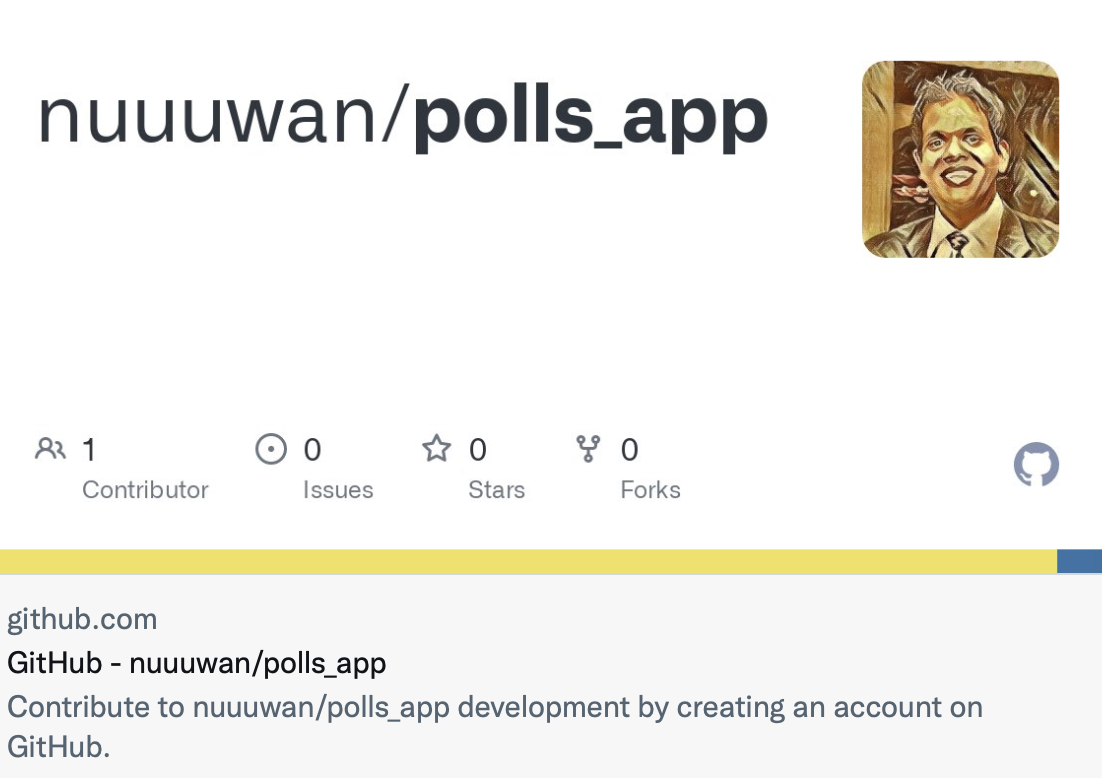 nuuuwan/polls_app
1
Contributor
0
Issues
0
Stars
0
Forks
github.com
GitHub - nuuuwan/polls_app
Contribute to nuuuwan/polls_app development by creating an account on
GitHub.